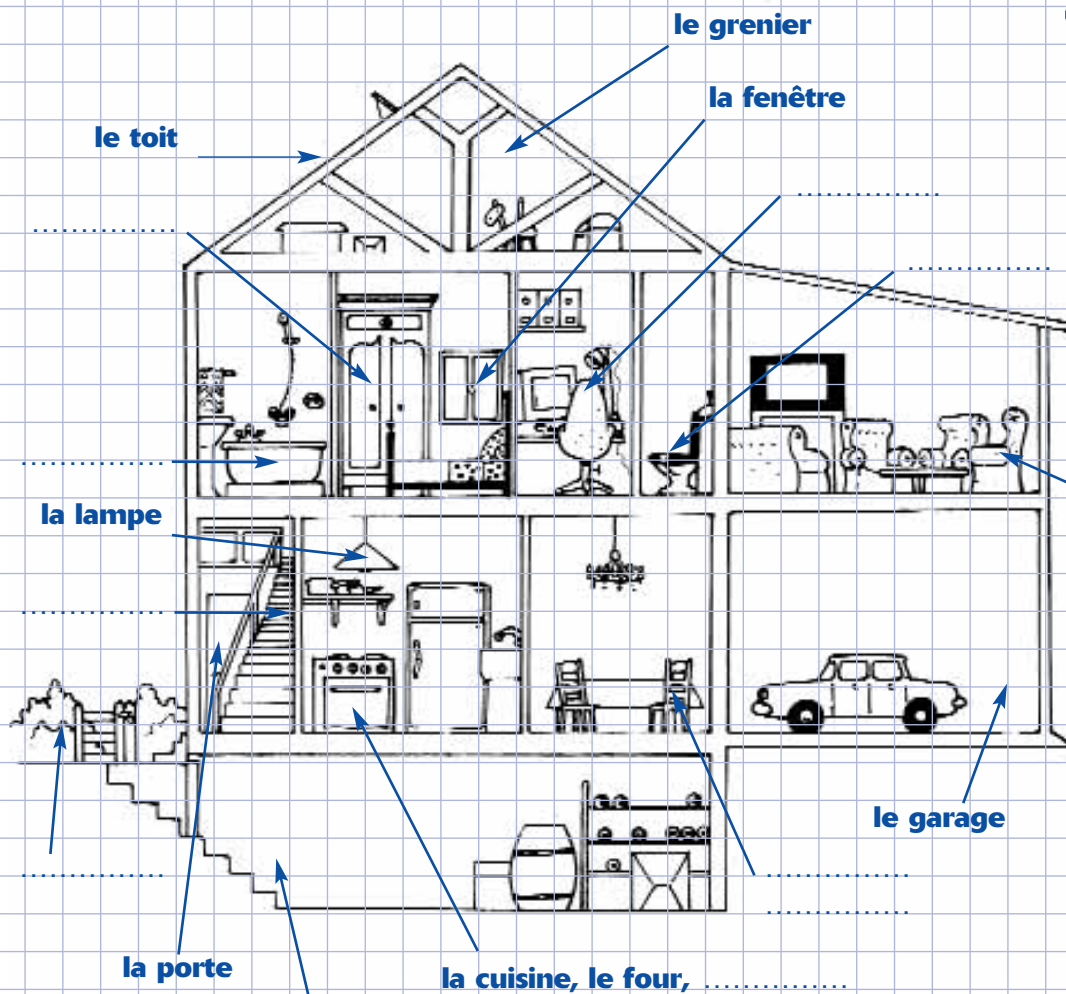 le grenier
la fenêtre
le toit
....................
....................
....................
....................
la lampe
....................
le garage
....................
....................
....................
la porte
la cuisine, le four, ....................